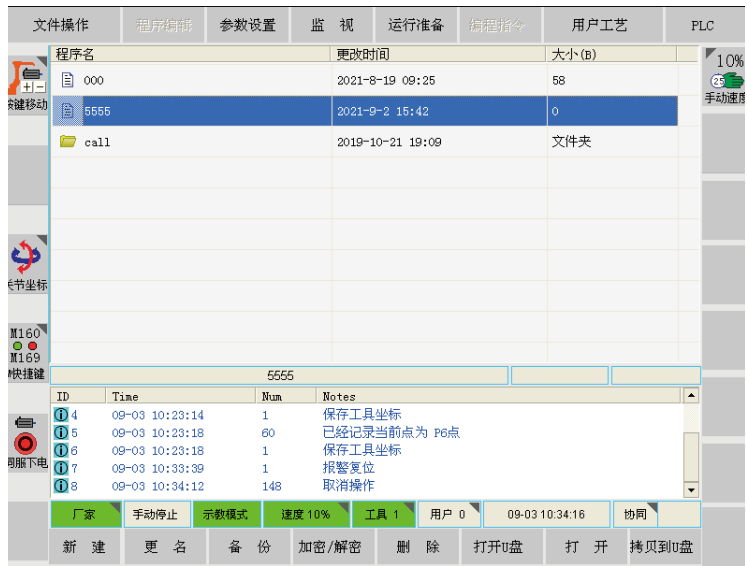 文件操作 程序编辑 参数设置 监 视 运行准备 编程指令 用户工艺 PLC
程序名 更改时间 大小(B)
000 2021-8-19 09:25 58
5555 2021-9-2 15:42 0
call 2019-10-21 19:09 文件夹
按键移动
关节坐标
M160
M169
快捷键
伺服下电
10%
25
手动速度
5555
ID Time Num Notes
4 09-03 10:23:14 1 保存工具坐标
5 09-03 10:23:18 60 已经记录当前点为 P6点
6 09-03 10:23:18 1 保存工具坐标
7 09-03 10:33:39 1 报警复位
8 09-03 10:34:12 148 取消操作
厂家 手动停止 示教模式 速度 10% 工具 1 用户 0 09-03 10:34:16 协同
新 建 更 名 备 份 加密/解密 删 除 打开U盘 打 开 拷贝到U盘